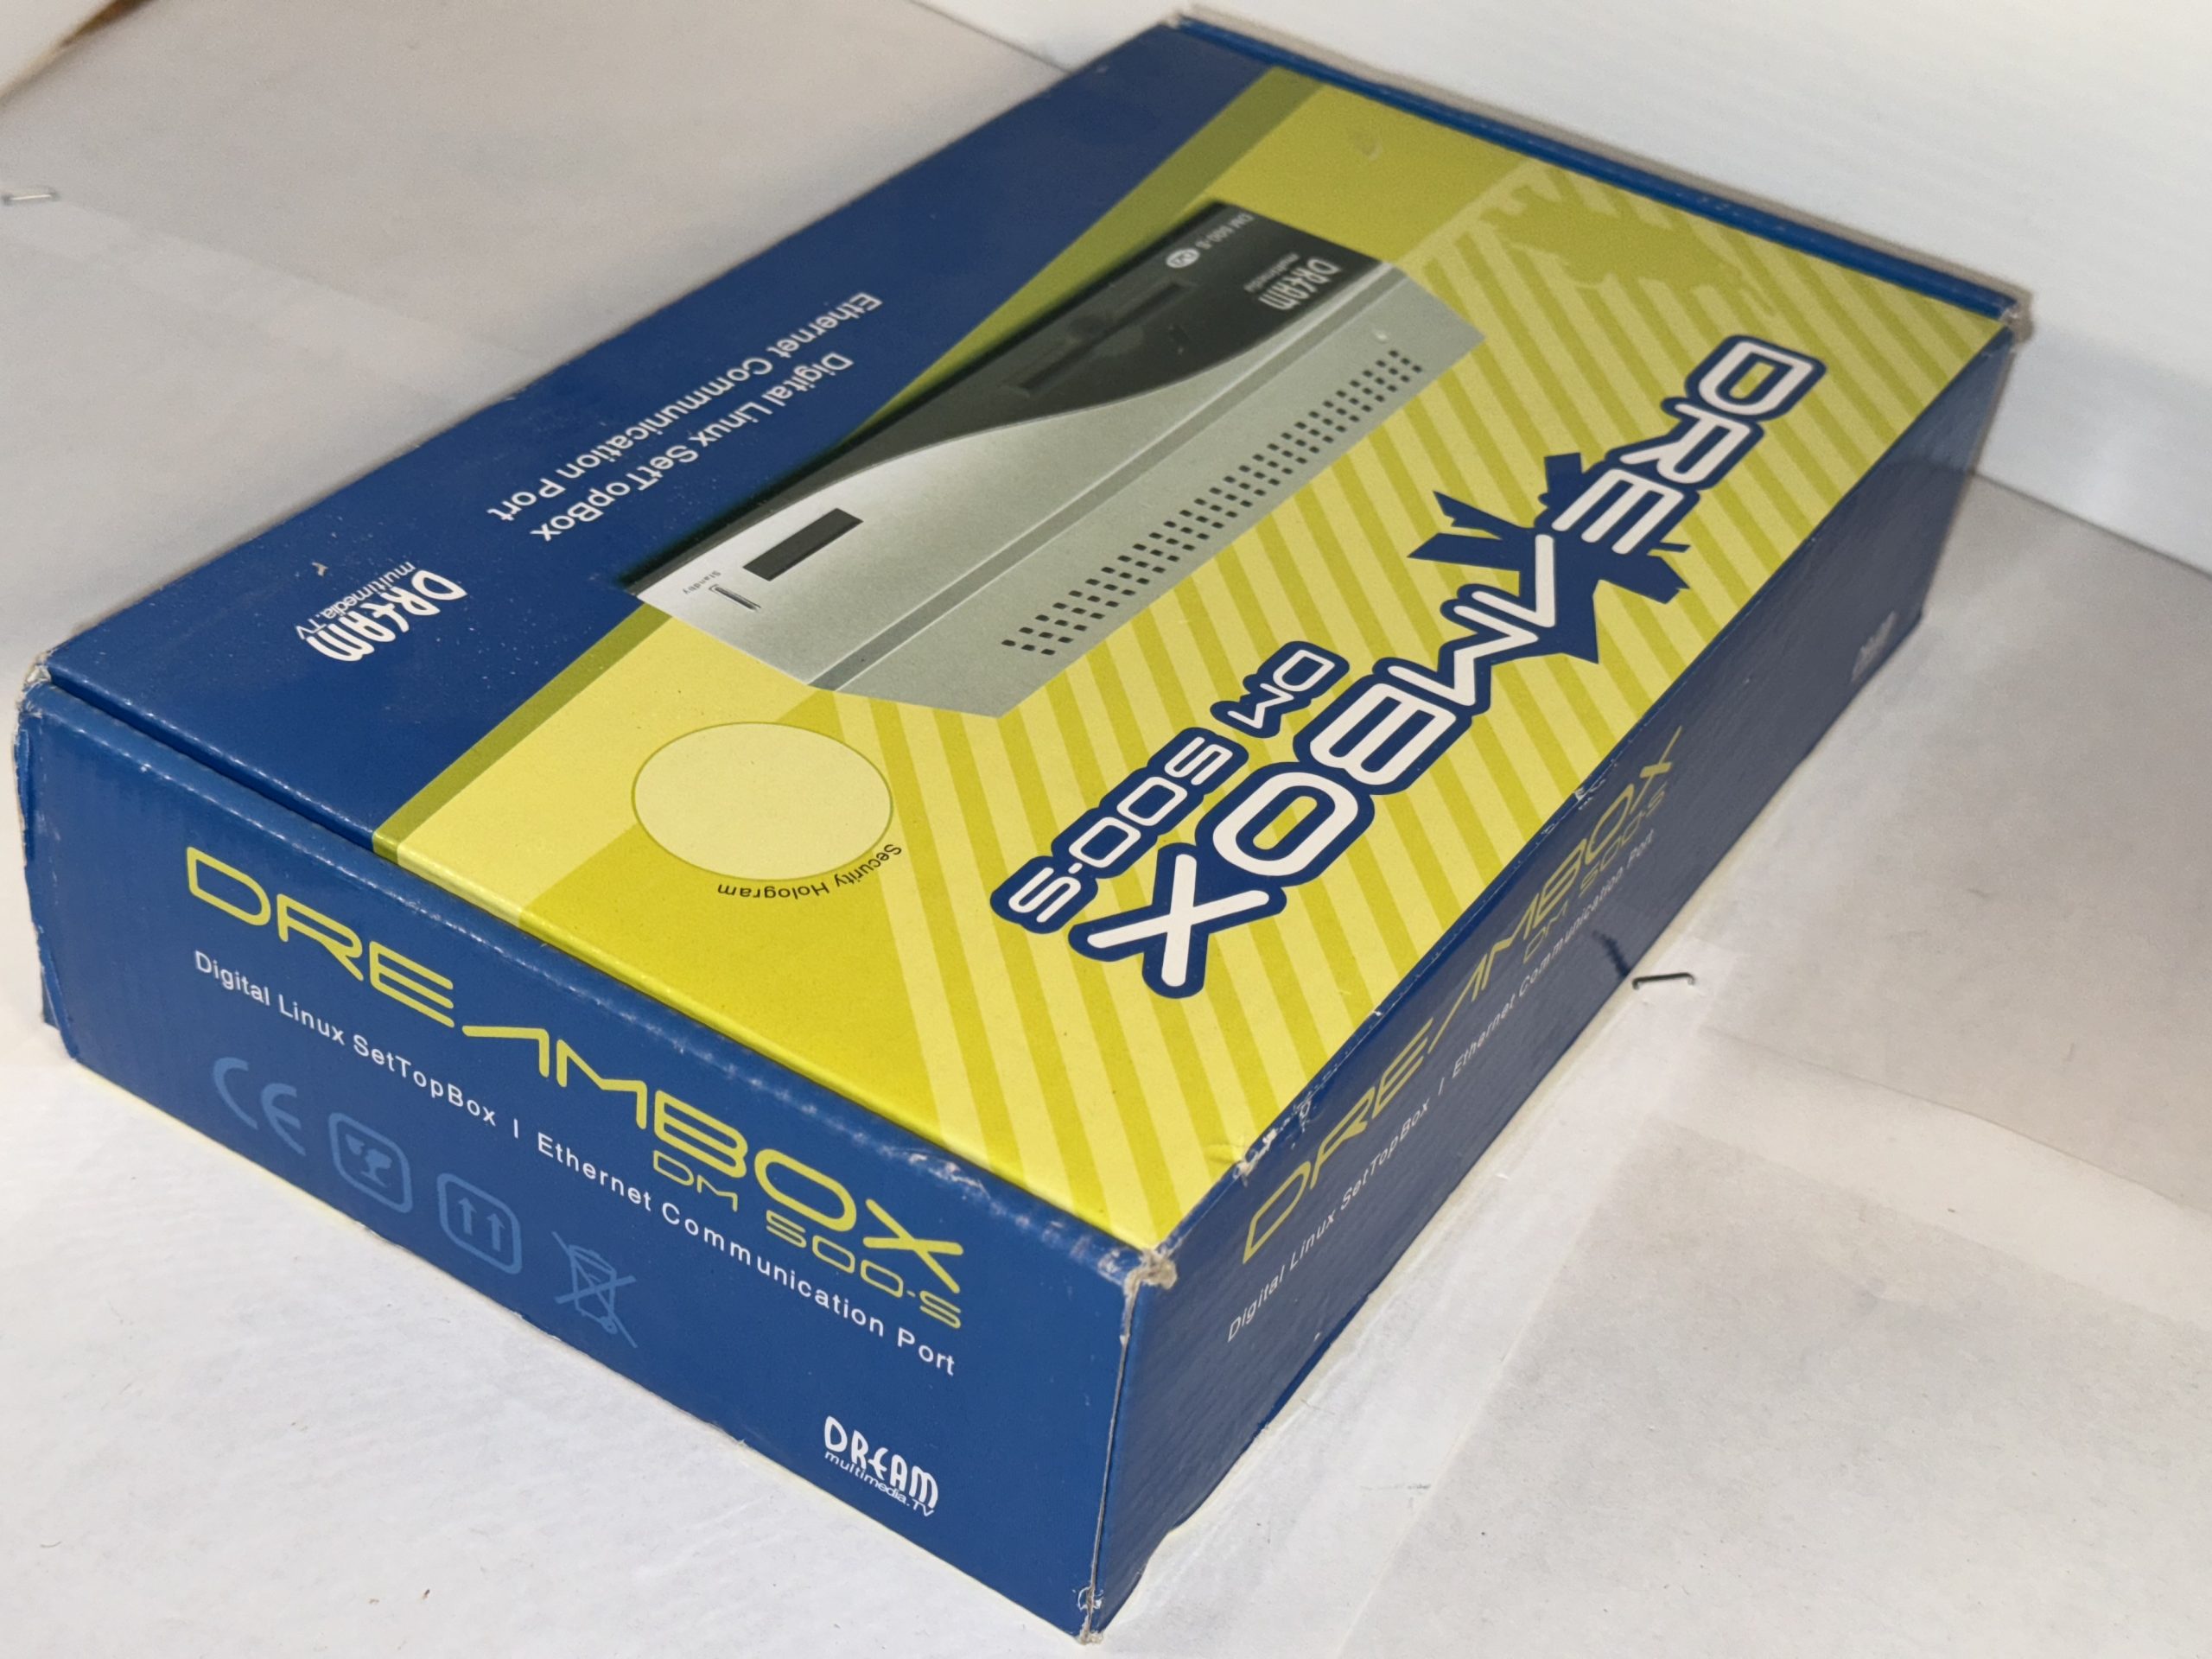 DREAMBOX
DM 500-S
DREAM
multimedia
DM 500-S
Standby
Security Hologram
Digital Linux SetTopBox
Ethernet Communication Port
DREAM
multimedia.TV
DREAMBOX
DM 500-S
Digital Linux SetTopBox | Ethernet Communication Port
CE
DREAM
multimedia.TV
DREAMBOX
DM 500-S
Digital Linux SetTopBox | Ethernet Communication Port